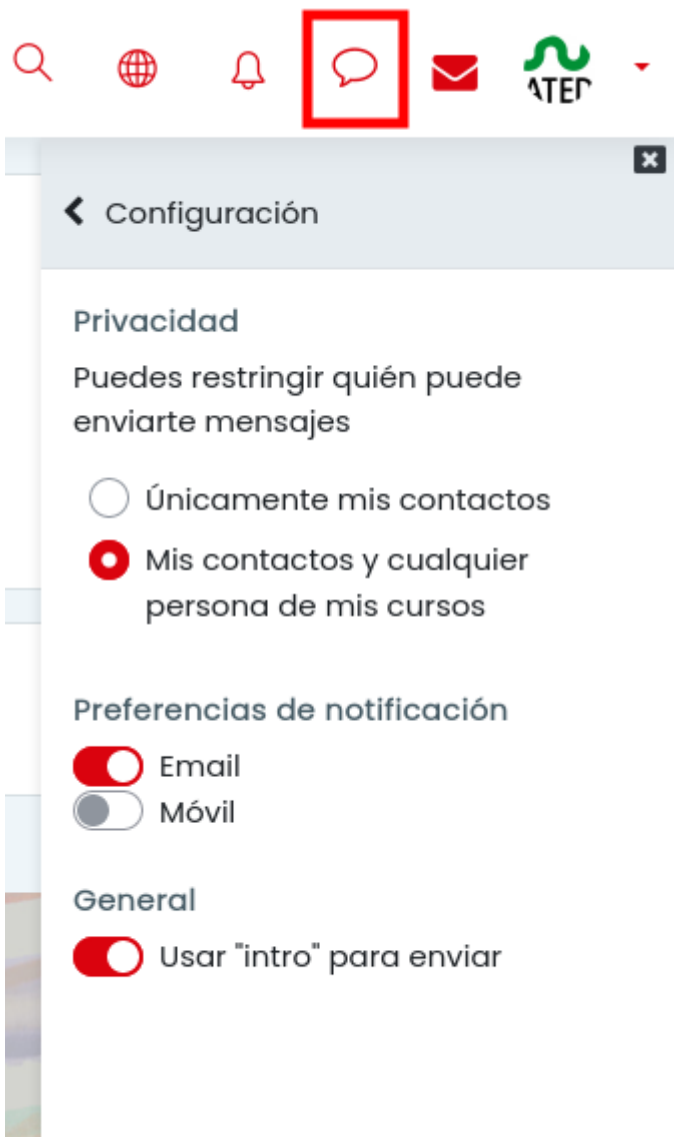 Configuración
Privacidad
Puedes restringir quién puede
enviarte mensajes
Únicamente mis contactos
Mis contactos y cualquier
persona de mis cursos
Preferencias de notificación
Email
Móvil
General
Usar "intro" para enviar